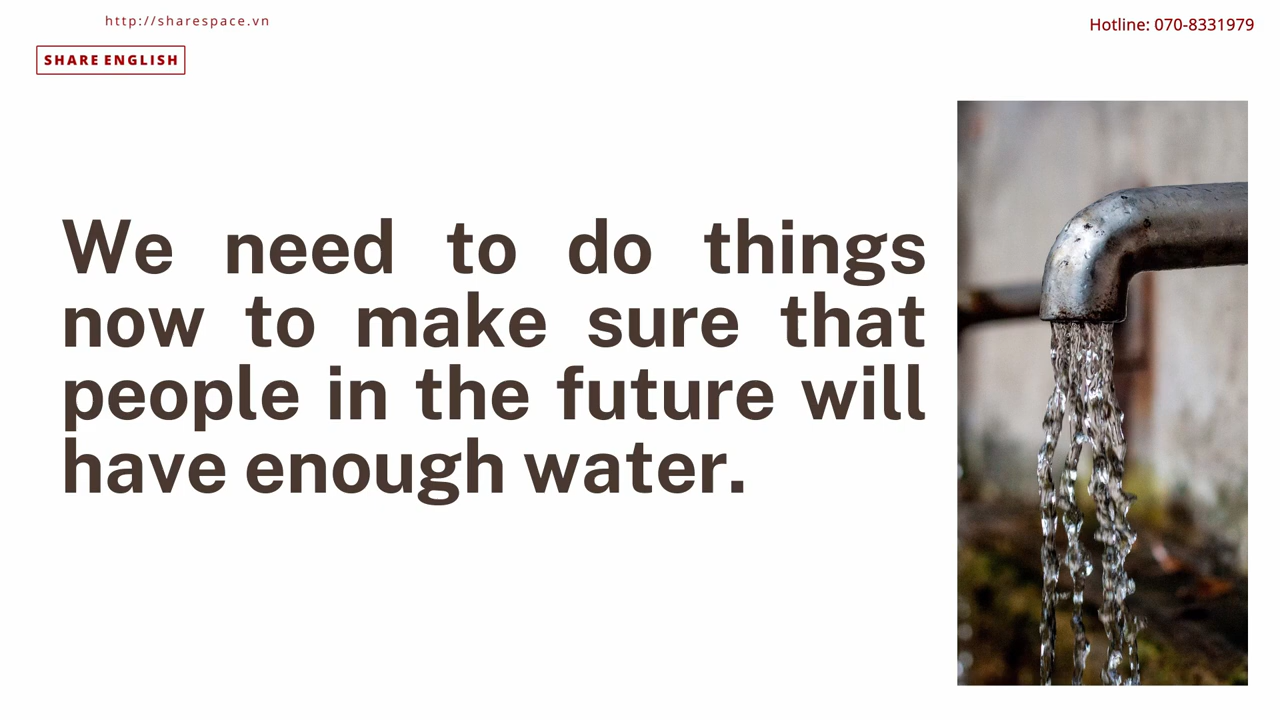 http://sharespace.vn
Hotline: 070-8331979
SHARE ENGLISH
We need to do things
now to make sure that
people in the future will
have enough water.